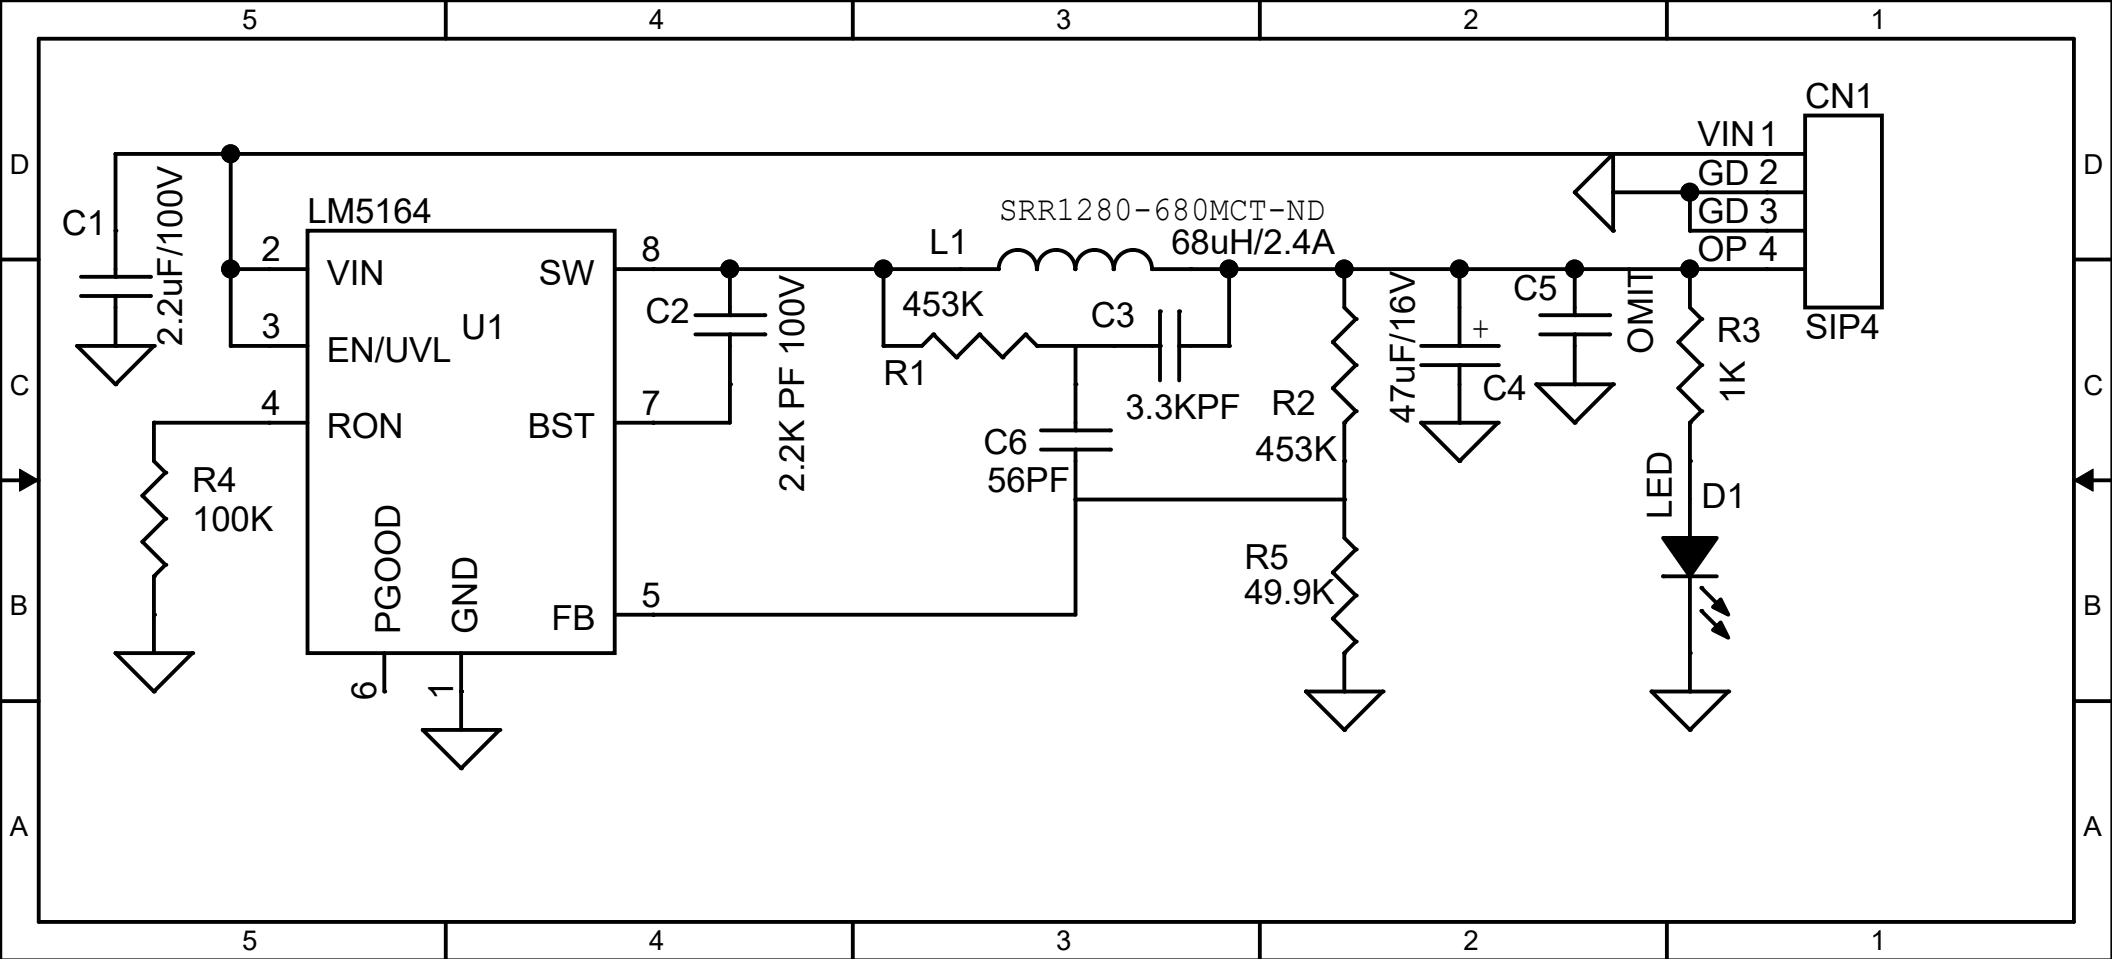 5
4
3
2
1
CN1
VIN 1
GD 2
GD 3
OP 4
SIP4
D
D
C1
2.2uF/100V
LM5164
2
VIN
3
EN/UVL
4
RON
U1
SW
8
BST
7
PGOOD
6
GND
1
FB
5
C2
2.2K PF 100V
SRR1280-680MCT-ND
L1
68uH/2.4A
453K
R1
C3
3.3KPF
C6
56PF
R2
453K
R5
49.9K
47uF/16V
+
C4
C5
OMIT
R3
1K
LED
D1
R4
100K
C
C
B
B
A
A
5
4
3
2
1